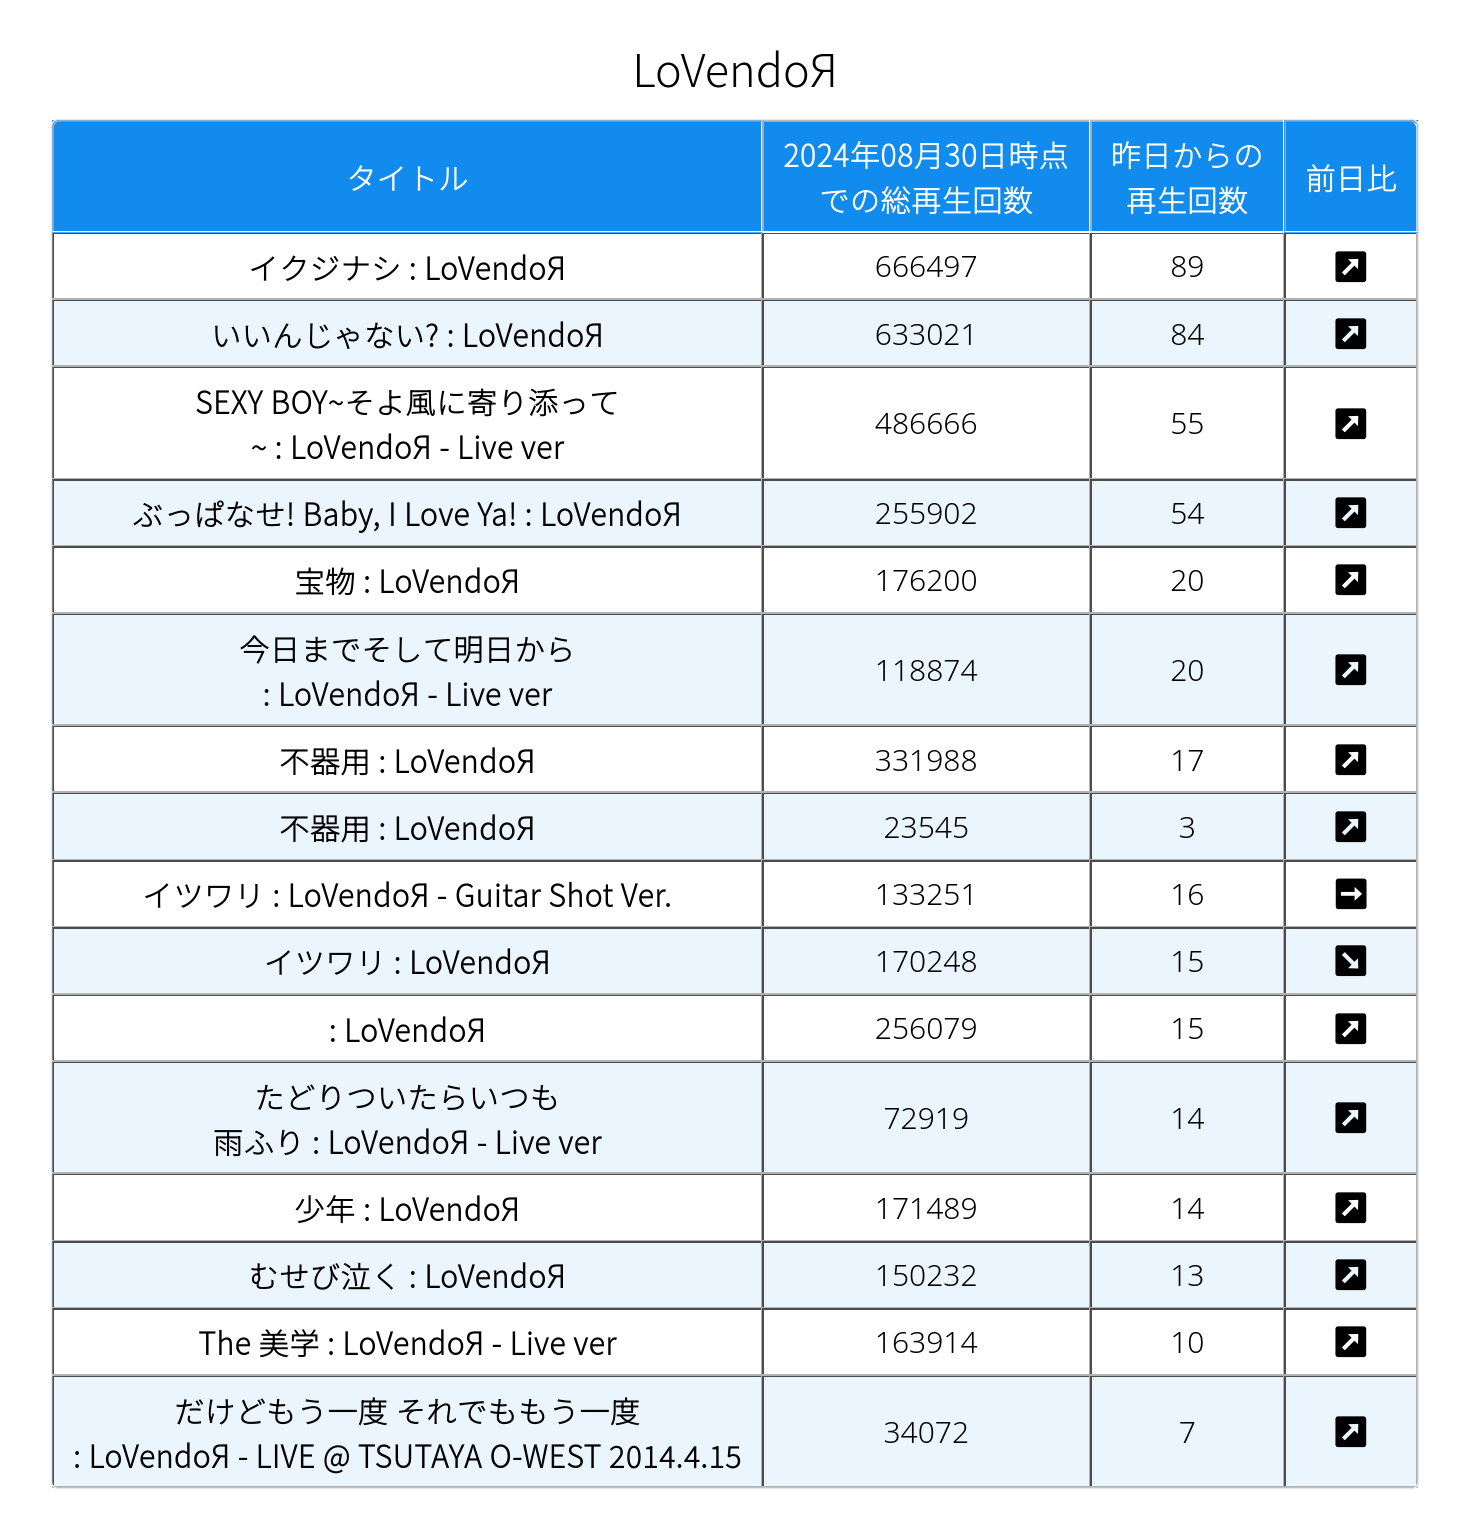 LoVendoЯ
タイトル
2024年08月30日時点
での総再生回数
昨日からの
再生回数
前日比
イクジナシ : LoVendoЯ
666497
89
いいんじゃない? : LoVendoЯ
633021
84
SEXY BOY~そよ風に寄り添って
~ : LoVendoЯ - Live ver
486666
55
ぶっぱなせ! Baby, I Love Ya! : LoVendoЯ
255902
54
宝物 : LoVendoЯ
176200
20
今日までそして明日から
: LoVendoЯ - Live ver
118874
20
不器用 : LoVendoЯ
331988
17
不器用 : LoVendoЯ
23545
3
イツワリ : LoVendoЯ - Guitar Shot Ver.
133251
16
イツワリ : LoVendoЯ
170248
15
: LoVendoЯ
256079
15
たどりついたらいつも
雨ふり : LoVendoЯ - Live ver
72919
14
少年 : LoVendoЯ
171489
14
むせび泣く : LoVendoЯ
150232
13
The 美学 : LoVendoЯ - Live ver
163914
10
だけどもう一度 それでももう一度
: LoVendoЯ - LIVE @ TSUTAYA O-WEST 2014.4.15
34072
7